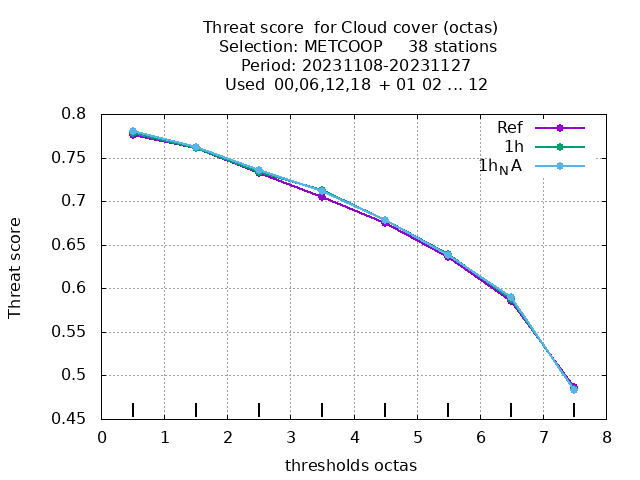 Threat score  for Cloud cover (octas)
Selection: METCOOP     38 stations
Period: 20231108-20231127
Used  00,06,12,18 + 01 02 ... 12
Ref
1h
1h_NA
Threat score
0.8
0.75
0.7
0.65
0.6
0.55
0.5
0.45
0 1 2 3 4 5 6 7 8
thresholds octas